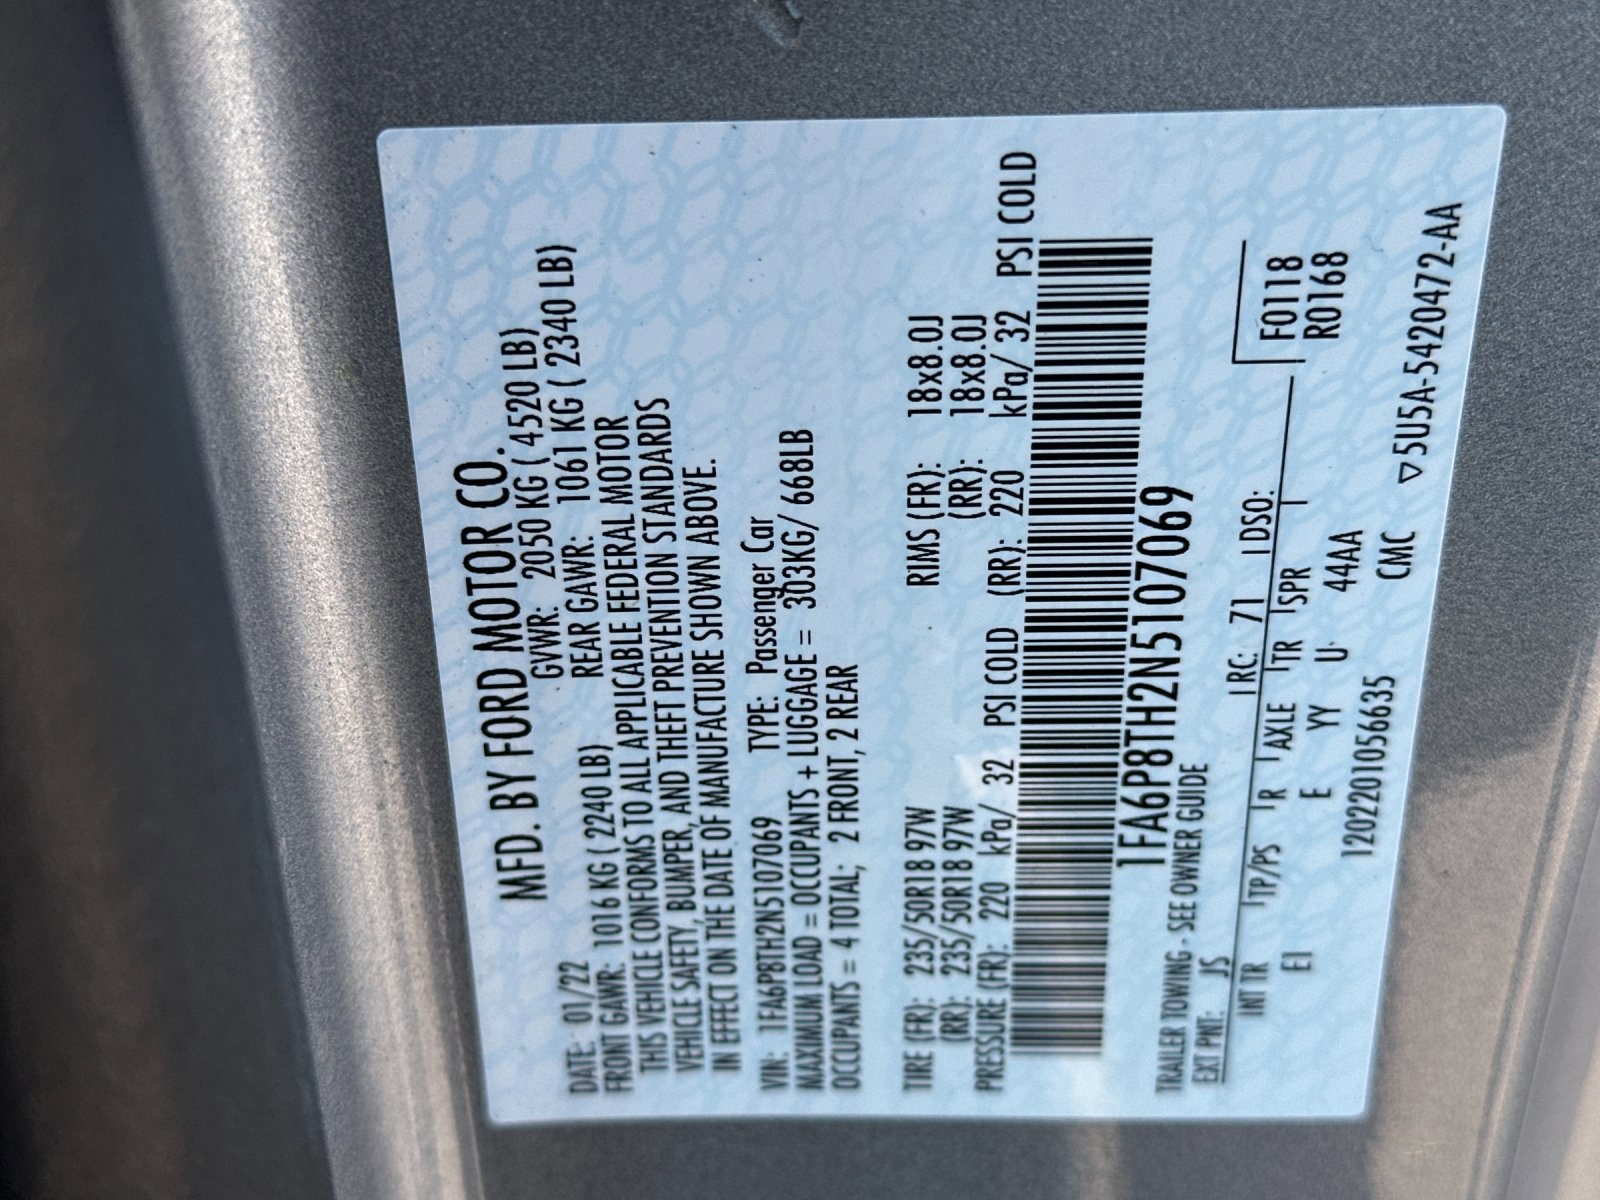 MFD. BY FORD MOTOR CO.
DATE: 01/22 GVWR: 2050 KG ( 4520 LB)
FRONT GAWR: 1016 KG ( 2240 LB) REAR GAWR: 1061 KG ( 2340 LB)
THIS VEHICLE CONFORMS TO ALL APPLICABLE FEDERAL MOTOR
VEHICLE SAFETY, BUMPER, AND THEFT PREVENTION STANDARDS
IN EFFECT ON THE DATE OF MANUFACTURE SHOWN ABOVE.
VIN: 1FA6P8TH2N5107069 TYPE: Passenger Car
MAXIMUM LOAD = OCCUPANTS + LUGGAGE = 303KG/ 668LB
OCCUPANTS = 4 TOTAL; 2 FRONT, 2 REAR
TIRE (FR): 235/50R18 97W RIMS (FR): 18x8.0J
(RR): 235/50R18 97W (RR): 18x8.0J
PRESSURE (FR): 220 kPa/ 32 PSI COLD (RR): 220 kPa/ 32 PSI COLD
1FA6P8TH2N5107069
TRAILER TOWING - SEE OWNER GUIDE
EXT PNT: JS RC: 71 DSO:
INT TR TP/PS R AXLE TR SPR F0118
EI E YY U 44AA R0168
1202201056635 CMC
▽5U5A-5420472-AA